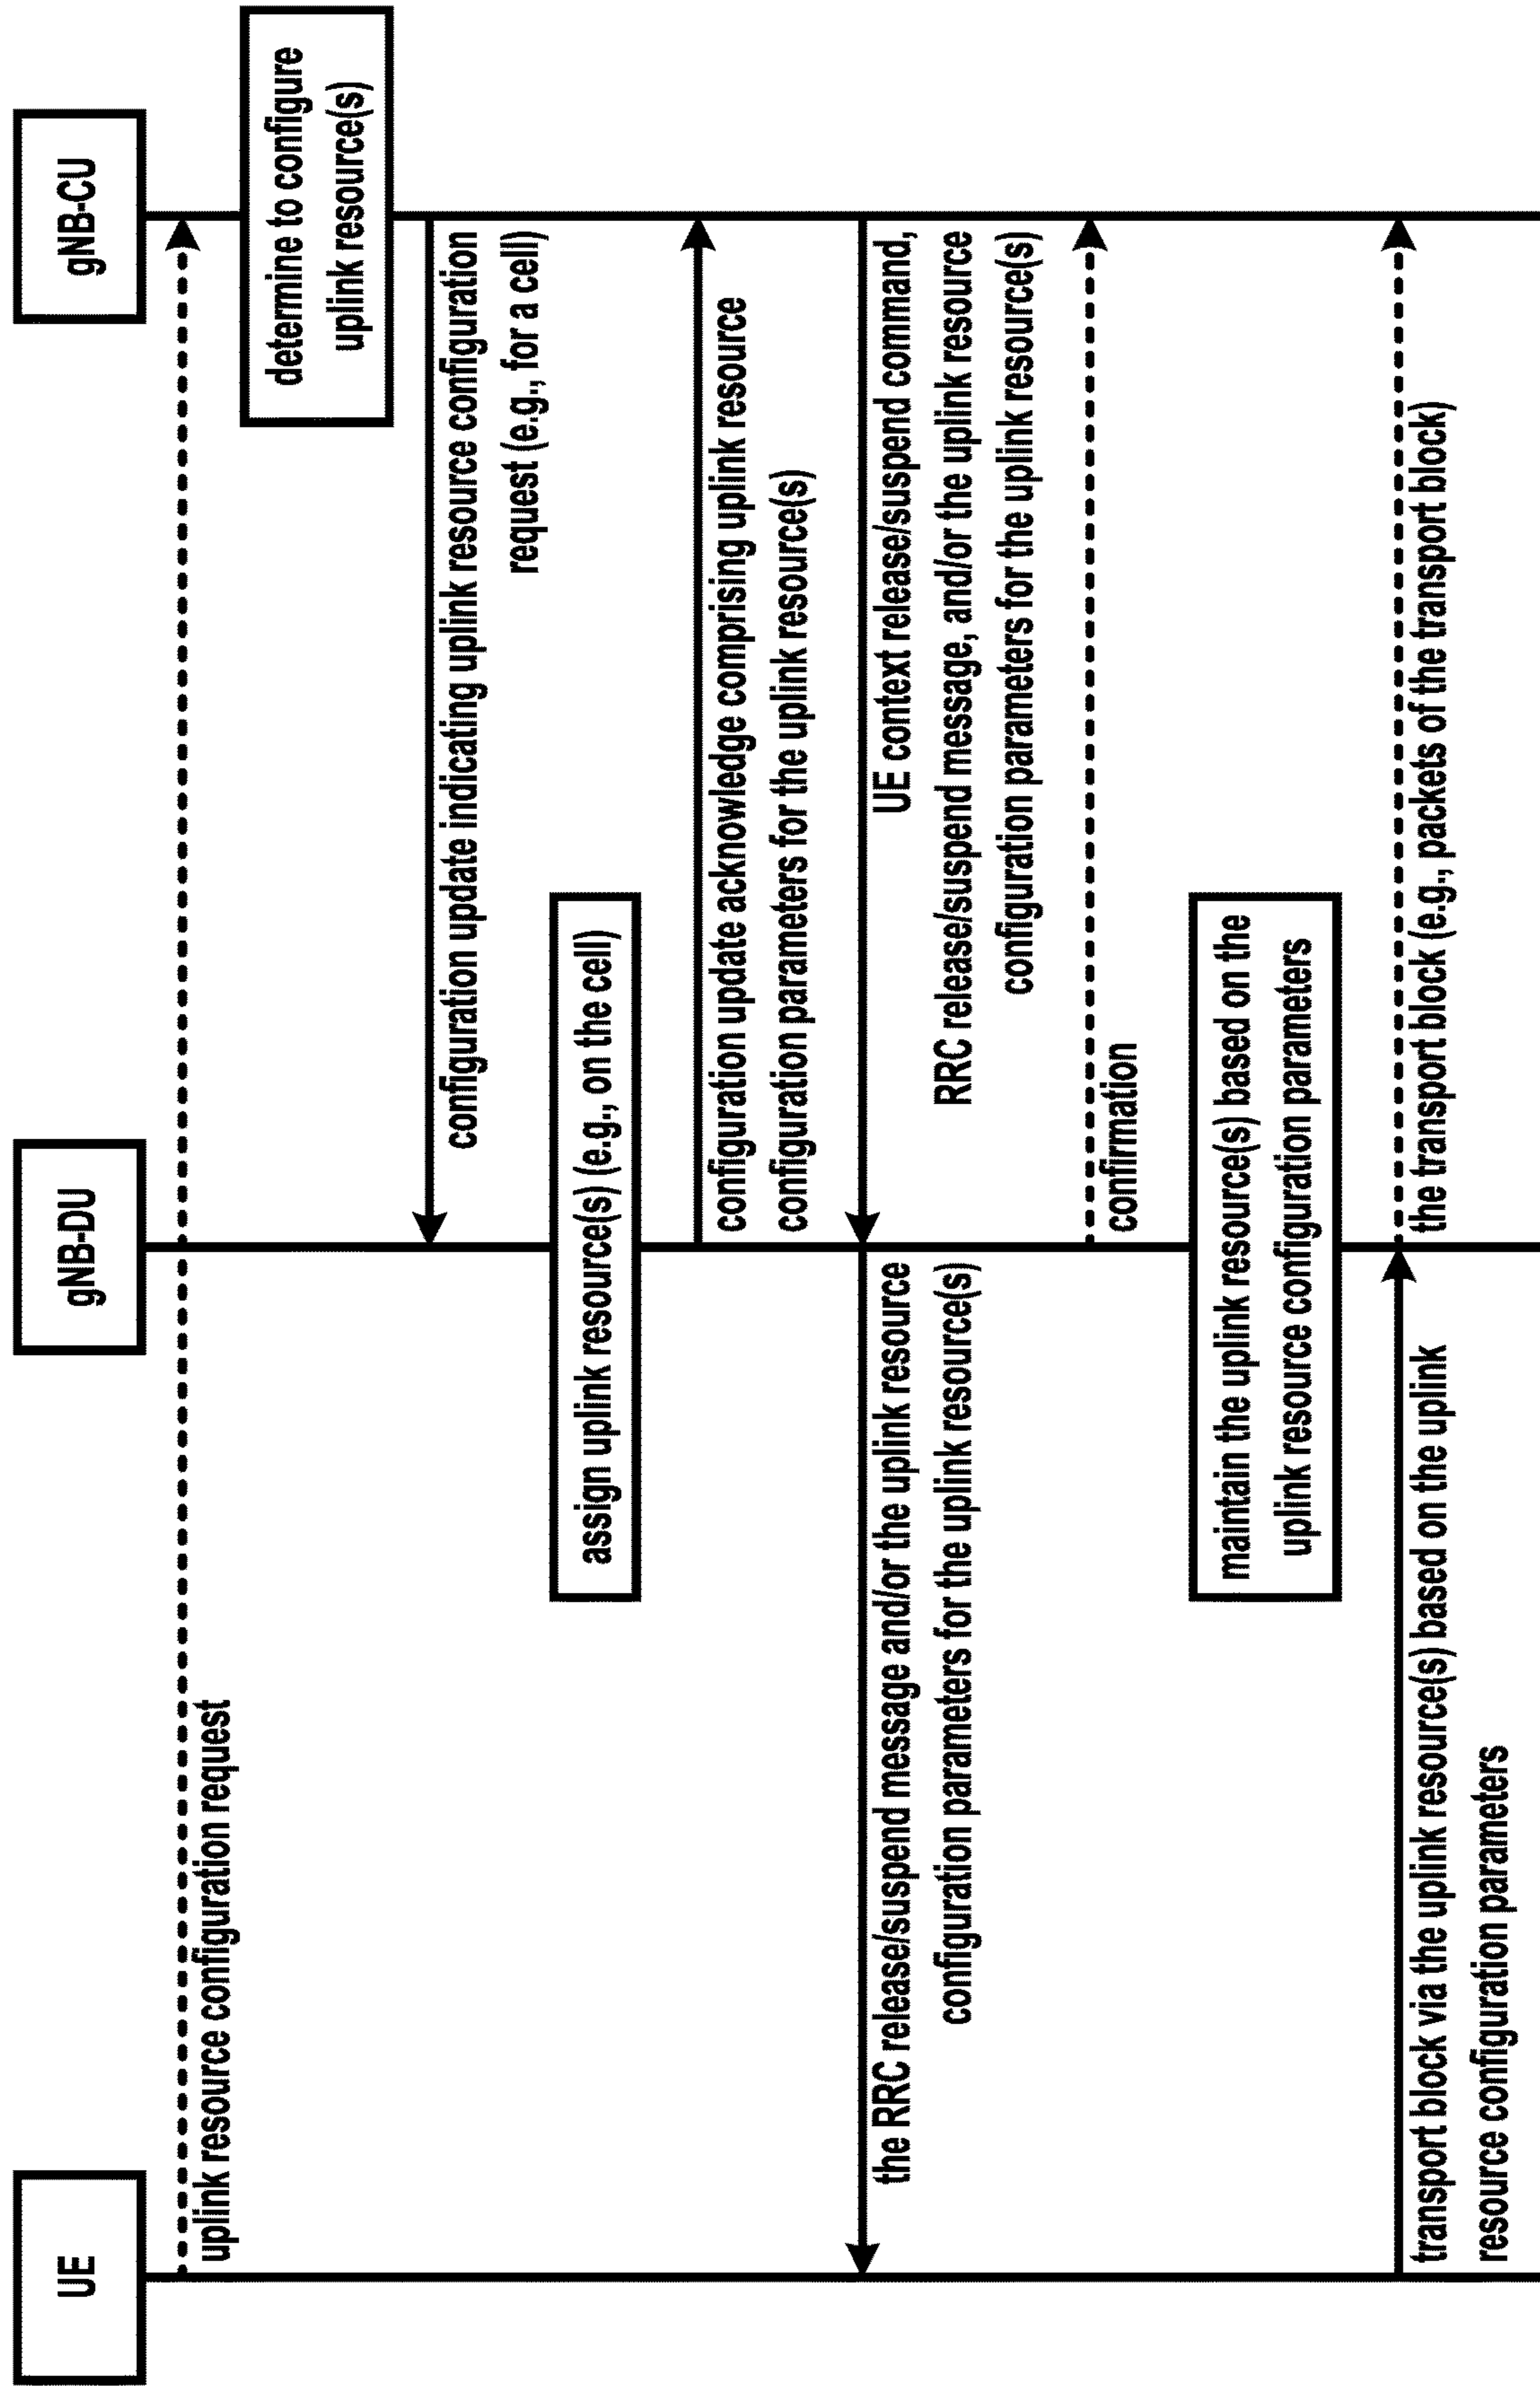 UE
gNB-DU
gNB-CU
uplink resource configuration request
determine to configure
uplink resource(s)
configuration update indicating uplink resource configuration
request (e.g., for a cell)
assign uplink resource(s) (e.g., on the cell)
configuration update acknowledge comprising uplink resource
configuration parameters for the uplink resource(s)
UE context release/suspend command,
RRC release/suspend message, and/or the uplink resource
configuration parameters for the uplink resource(s)
the RRC release/suspend message and/or the uplink resource
configuration parameters for the uplink resource(s)
confirmation
maintain the uplink resource(s) based on the
uplink resource configuration parameters
transport block via the uplink resource(s) based on the uplink
resource configuration parameters
the transport block (e.g., packets of the transport block)